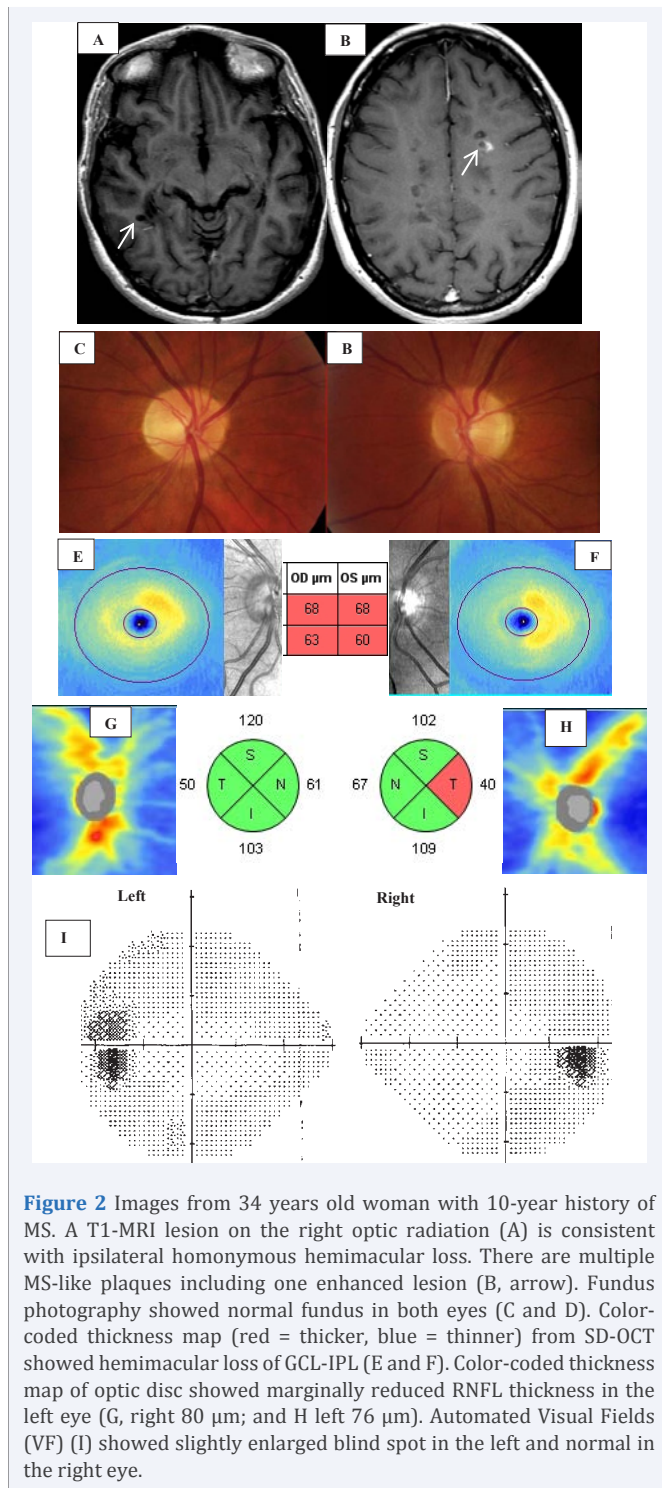 A
B
C
B
E
OD µm
OS µm
F
68
68
63
60
G
120
102
H
S
S
50
T
N
61
67
N
T
40
I
I
103
109
Left
Right
I
Figure 2 Images from 34 years old woman with 10-year history of
MS. A T1-MRI lesion on the right optic radiation (A) is consistent
with ipsilateral homonymous hemimacular loss. There are multiple
MS-like plaques including one enhanced lesion (B, arrow). Fundus
photography showed normal fundus in both eyes (C and D). Color-
coded thickness map (red = thicker, blue = thinner) from SD-OCT
showed hemimacular loss of GCL-IPL (E and F). Color-coded thickness
map of optic disc showed marginally reduced RNFL thickness in the
left eye (G, right 80 µm; and H left 76 µm). Automated Visual Fields
(VF) (I) showed slightly enlarged blind spot in the left and normal in
the right eye.